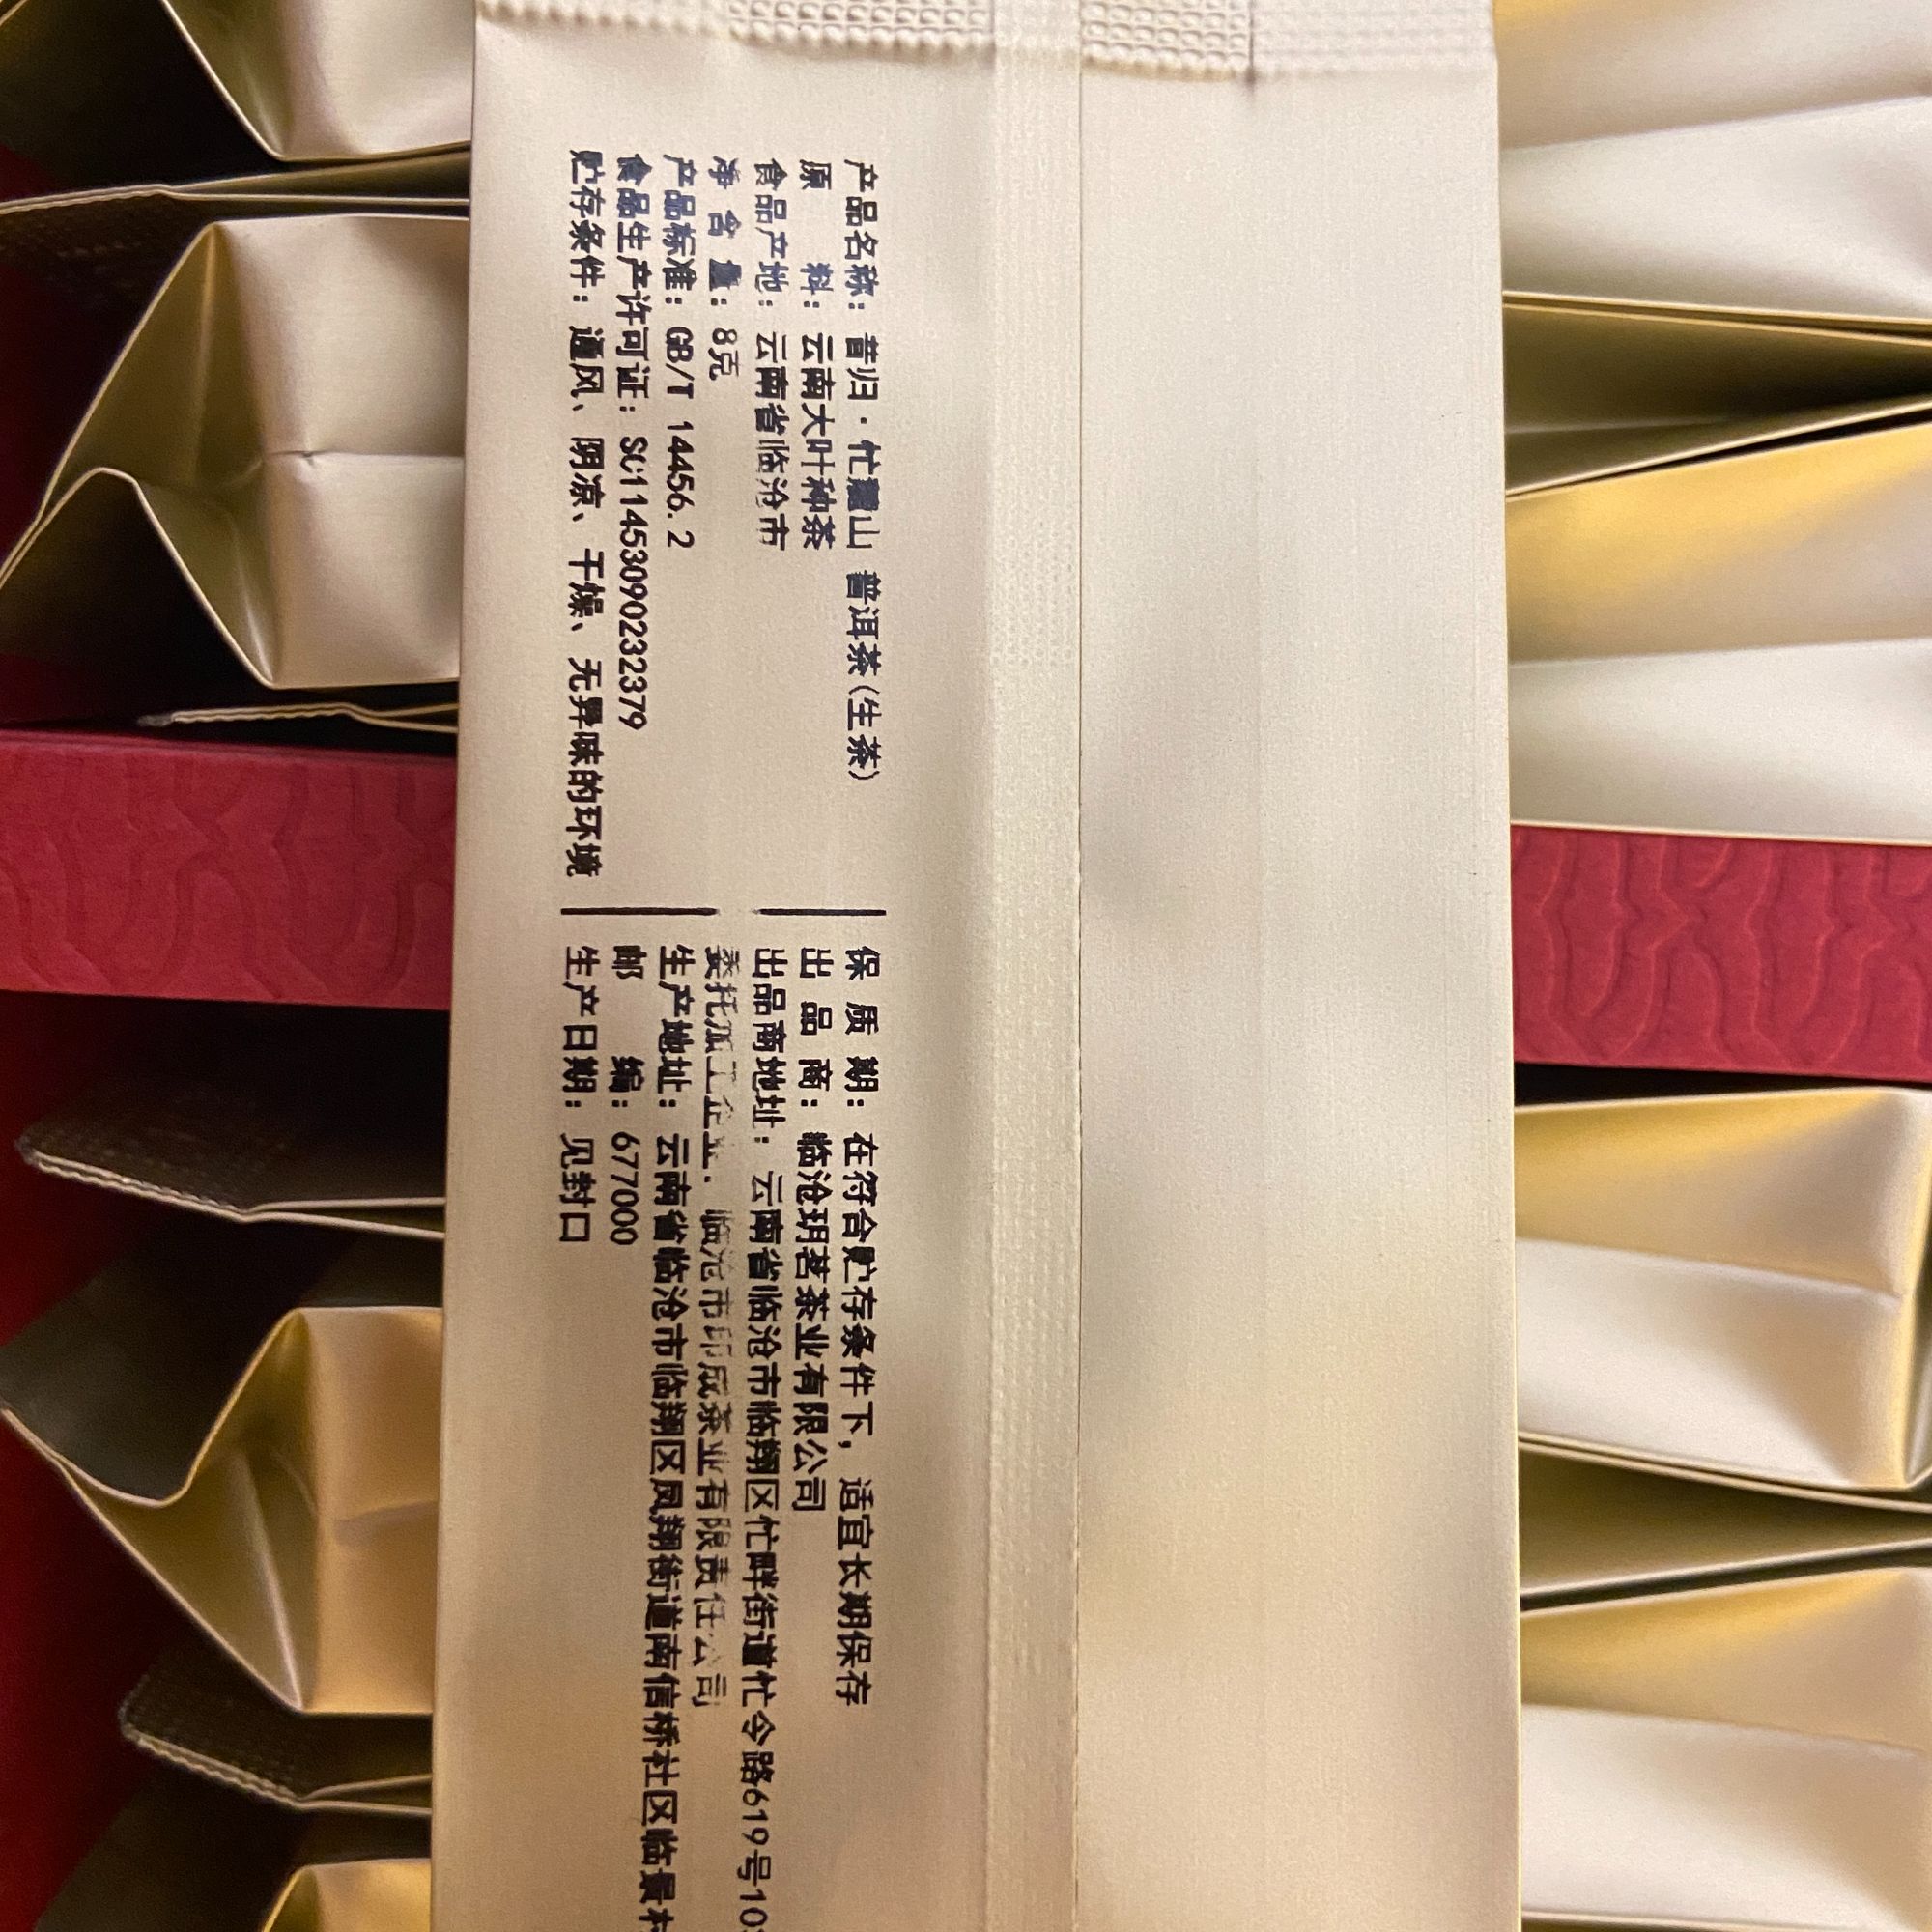 产品名称：昔归·忙麓山 普洱茶(生茶)
原 料：云南大叶种茶
食品产地：云南省临沧市
净 含 量：8克
产品标准：GB/T 14456.2
食品生产许可证：SC11453090232379
贮存条件：通风、阴凉、干燥、无异味的环境
保 质 期：在符合贮存条件下，适宜长期保存
出 品 商：临沧玥茗茶业有限公司
出品商地址：云南省临沧市临翔区忙畔街道忙令路619号10
委托加工企业：临沧市印成茶业有限责任公司
生产地址：云南省临沧市临翔区凤翔街道南信桥社区临景
邮 编：677000
生产日期：见封口